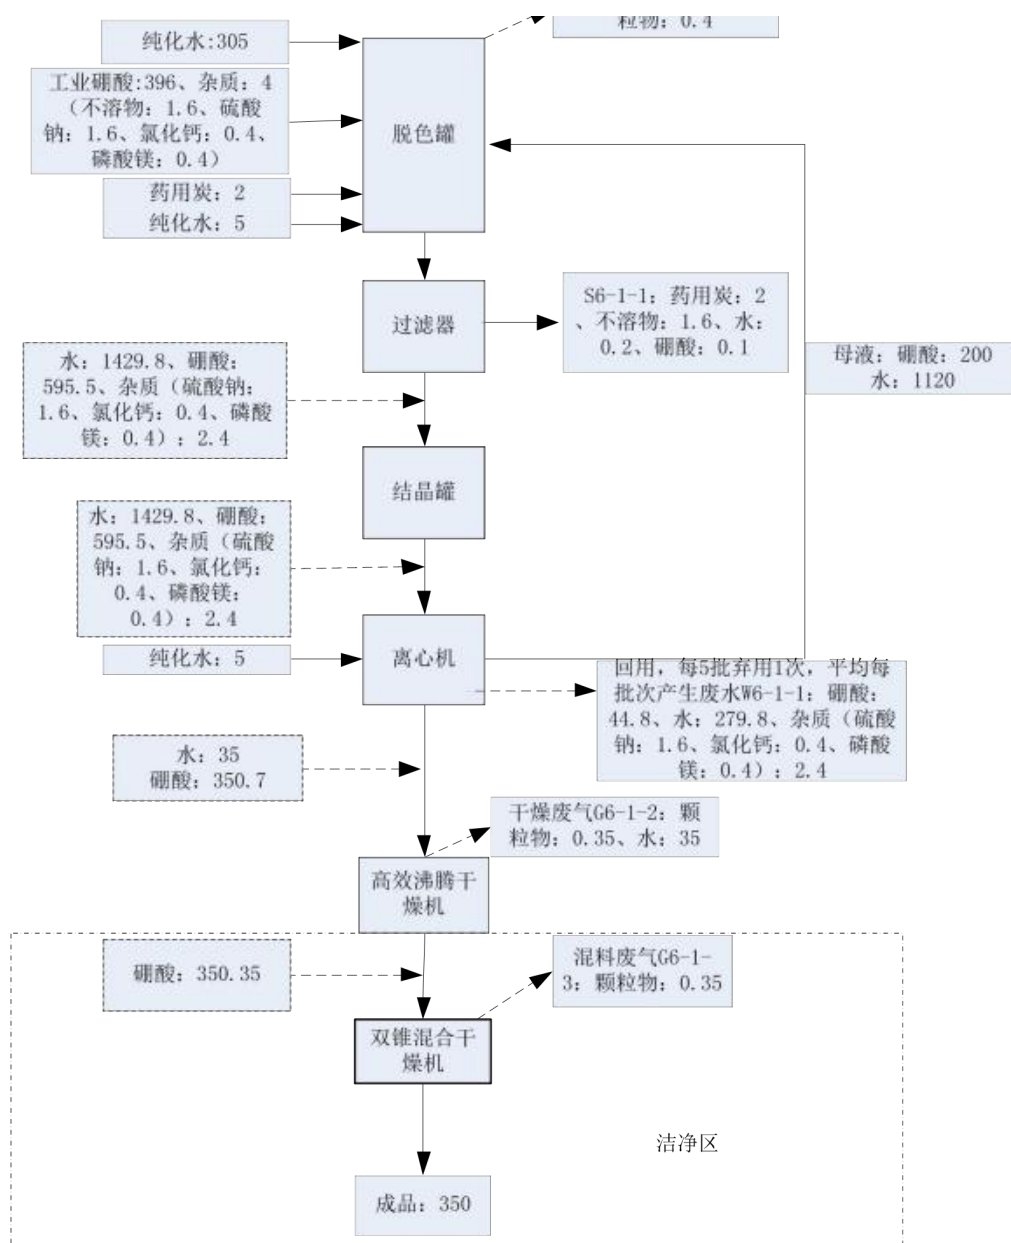 粒物：0.4
纯化水:305
工业硼酸:396、杂质：4
（不溶物：1.6、硫酸
钠：1.6、氯化钙：0.4、
磷酸镁：0.4）
脱色罐
药用炭：2
纯化水：5
过滤器
S6-1-1：药用炭：2
、不溶物：1.6、水：
0.2、硼酸：0.1
母液：硼酸：200
水：1120
水：1429.8、硼酸：
595.5、杂质（硫酸钠：
1.6、氯化钙：0.4、磷酸
镁：0.4）：2.4
结晶罐
水：1429.8、硼酸：
595.5、杂质（硫酸
钠：1.6、氯化钙：
0.4、磷酸镁：
0.4）：2.4
纯化水：5
离心机
回用，每5批弃用1次，平均每
批次产生废水W6-1-1：硼酸：
44.8、水：279.8、杂质（硫酸
钠：1.6、氯化钙：0.4、磷酸
镁：0.4）：2.4
水：35
硼酸：350.7
干燥废气G6-1-2：颗
粒物：0.35、水：35
高效沸腾干
燥机
硼酸：350.35
混料废气G6-1-
3：颗粒物：0.35
双锥混合干
燥机
洁净区
成品：350